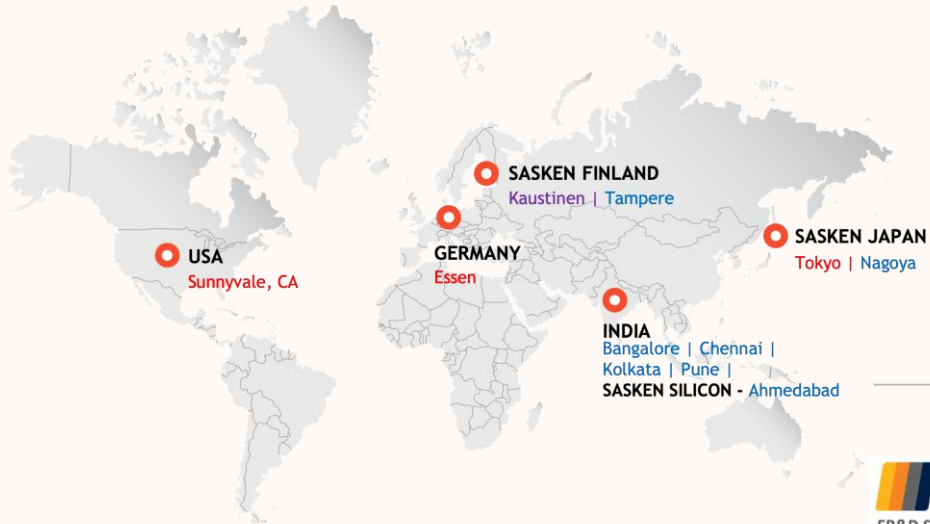 SASKEN FINLAND
Kaustinen | Tampere
USA
Sunnyvale, CA
GERMANY
Essen
SASKEN JAPAN
Tokyo | Nagoya
INDIA
Bangalore | Chennai |
Kolkata | Pune |
SASKEN SILICON - Ahmedabad